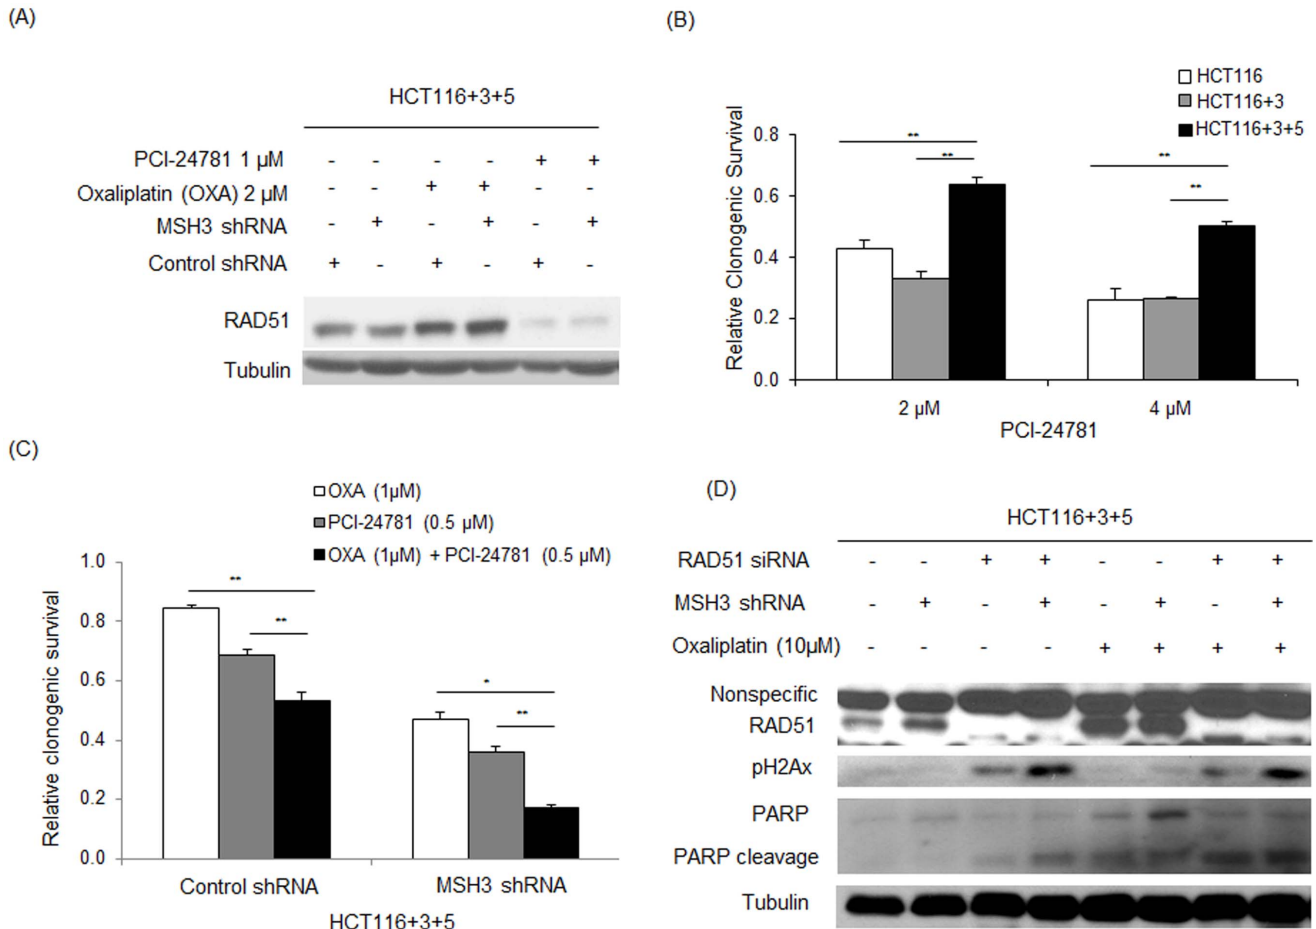 (A)
HCT116+3+5
PCI-24781 1 µM - - - - + +
Oxaliplatin (OXA) 2 µM - - + + - -
MSH3 shRNA - + - + - +
Control shRNA + - + - + -
RAD51
Tubulin
(B)
HCT116
HCT116+3
HCT116+3+5
Relative Clonogenic Survival
0.8
0.6
0.4
0.2
0.0
** ** ** **
2 µM 4 µM
PCI-24781
(C)
OXA (1µM)
PCI-24781 (0.5 µM)
OXA (1µM) + PCI-24781 (0.5 µM)
Relative clonogenic survival
1.0
0.8
0.6
0.4
0.2
0.0
** ** * **
Control shRNA MSH3 shRNA
HCT116+3+5
(D)
HCT116+3+5
RAD51 siRNA - - + + - - + +
MSH3 shRNA - + - + - + - +
Oxaliplatin (10µM) - - - - + + + +
Nonspecific
RAD51
pH2Ax
PARP
PARP cleavage
Tubulin